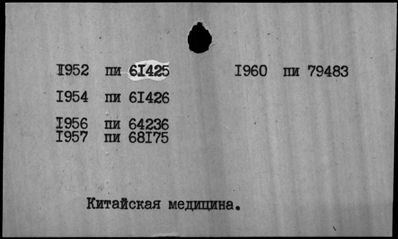 1952 пи 61425 1960 пи 79483
1954 пи 61426
1956 пи 64236
1957 пи 68175
Китайская медицина.